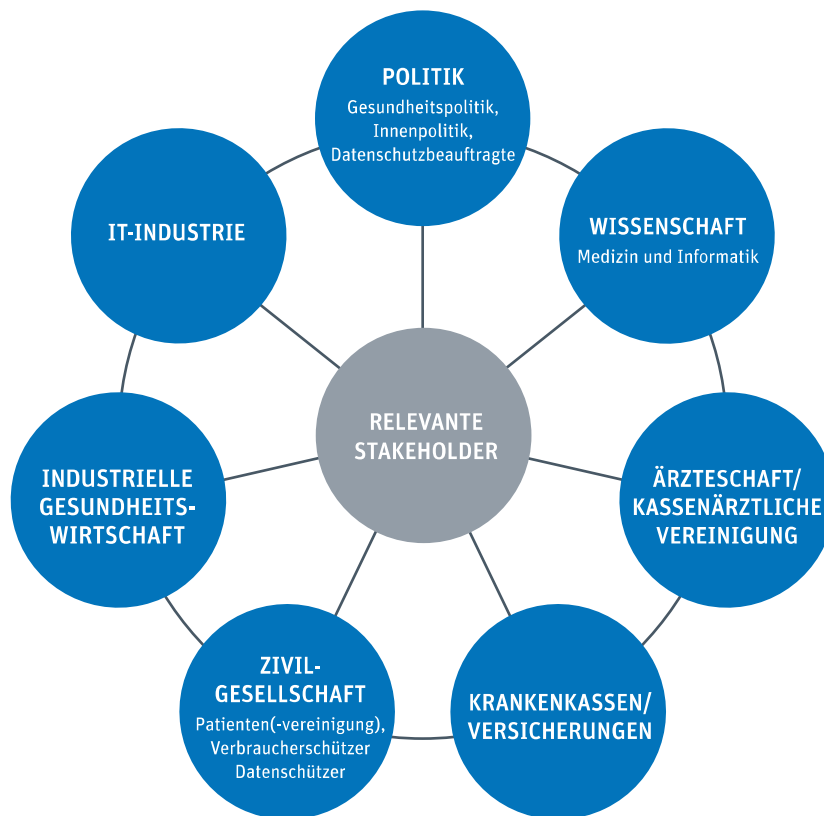 POLITIK
Gesundheitspolitik,
Innenpolitik,
Datenschutzbeauftragte
IT-INDUSTRIE
WISSENSCHAFT
Medizin und Informatik
RELEVANTE
STAKEHOLDER
INDUSTRIELLE
GESUNDHEITS-
WIRTSCHAFT
ÄRZTESCHAFT/
KASSENÄRZTLICHE
VEREINIGUNG
ZIVIL-
GESELLSCHAFT
Patienten(-vereinigung),
Verbraucherschützer
Datenschützer
KRANKENKASSEN/
VERSICHERUNGEN